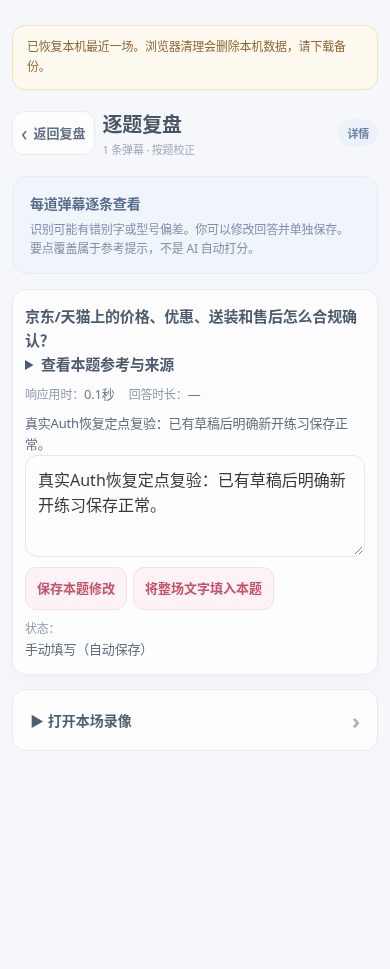 已恢复本机最近一场。浏览器清理会删除本机数据，请下载备
份。
‹ 返回复盘
逐题复盘
1 条弹幕 · 按题校正
详情
每道弹幕逐条查看
识别可能有错别字或型号偏差。你可以修改回答并单独保存。
要点覆盖属于参考提示，不是 AI 自动打分。
京东/天猫上的价格、优惠、送装和售后怎么合规确
认？
▶ 查看本题参考与来源
响应用时：0.1秒 回答时长：—
真实Auth恢复定点复验：已有草稿后明确新开练习保存正
常。
真实Auth恢复定点复验：已有草稿后明确新
开练习保存正常。
保存本题修改
将整场文字填入本题
状态：
手动填写（自动保存）
▶ 打开本场录像 ›